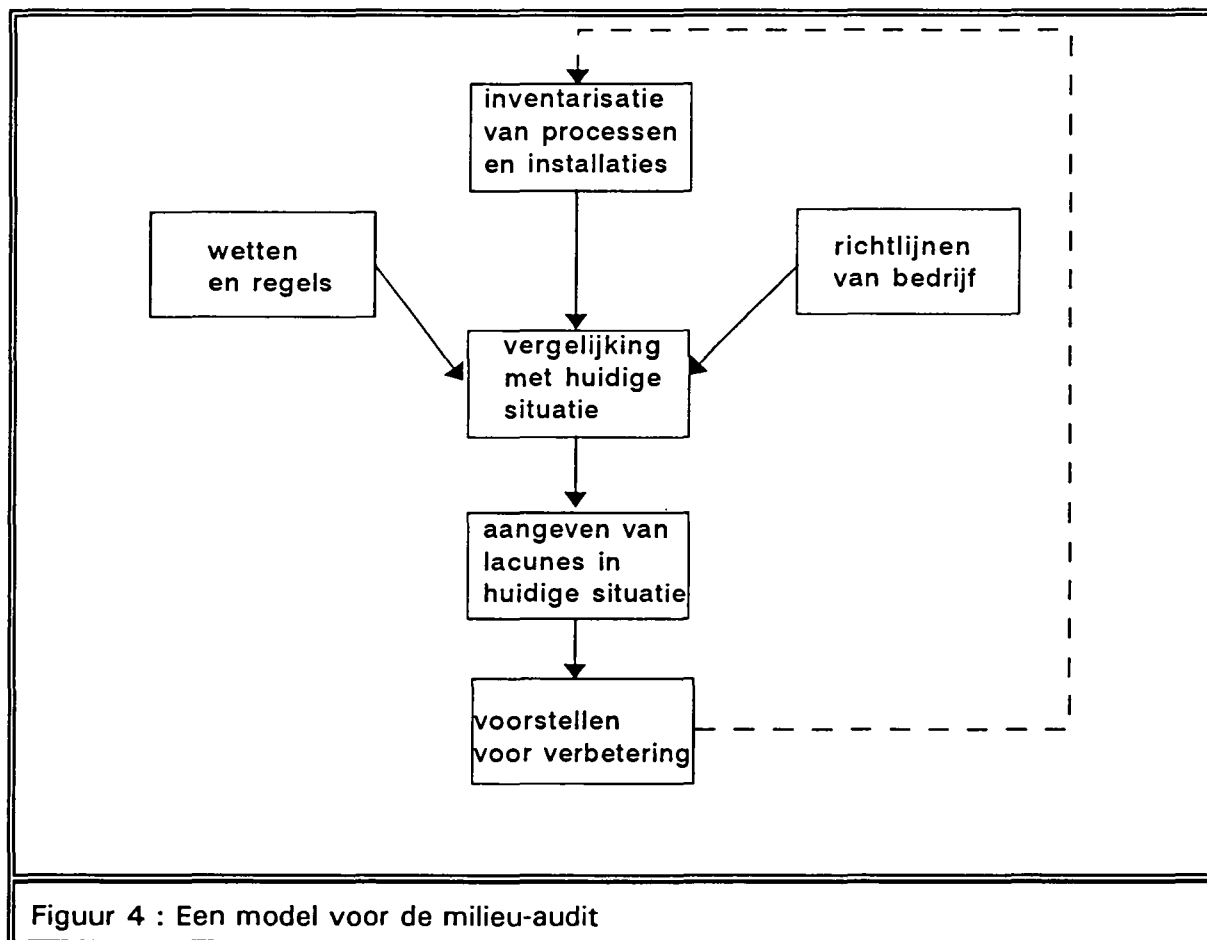 inventarisatie
van processen
en installaties
wetten
en regels
richtlijnen
van bedrijf
vergelijking
met huidige
situatie
aangeven van
lacunes in
huidige situatie
voorstellen
voor verbetering
Figuur 4 : Een model voor de milieu-audit